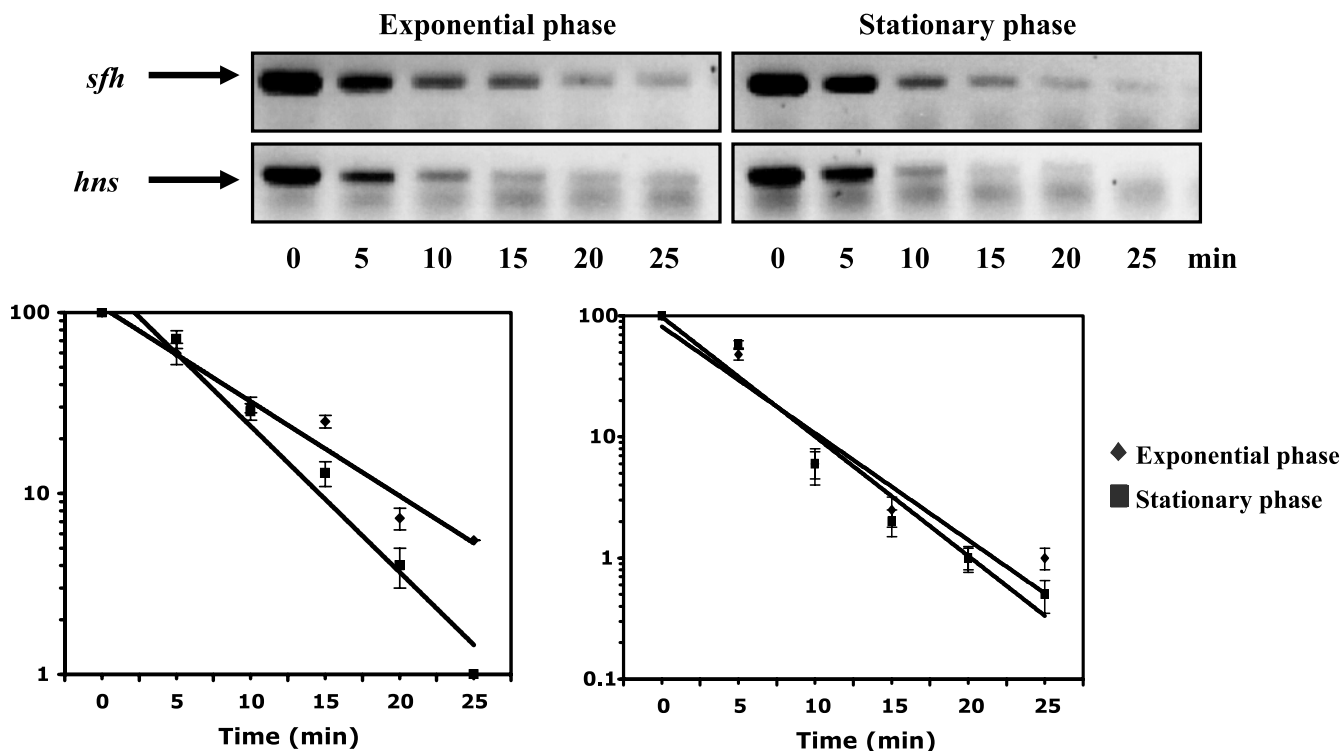 Exponential phase Stationary phase
sfh
hns
0 5 10 15 20 25 0 5 10 15 20 25 min
100
10
1
0 5 10 15 20 25
Time (min)
100
10
1
0.1
0 5 10 15 20 25
Time (min)
Exponential phase
Stationary phase